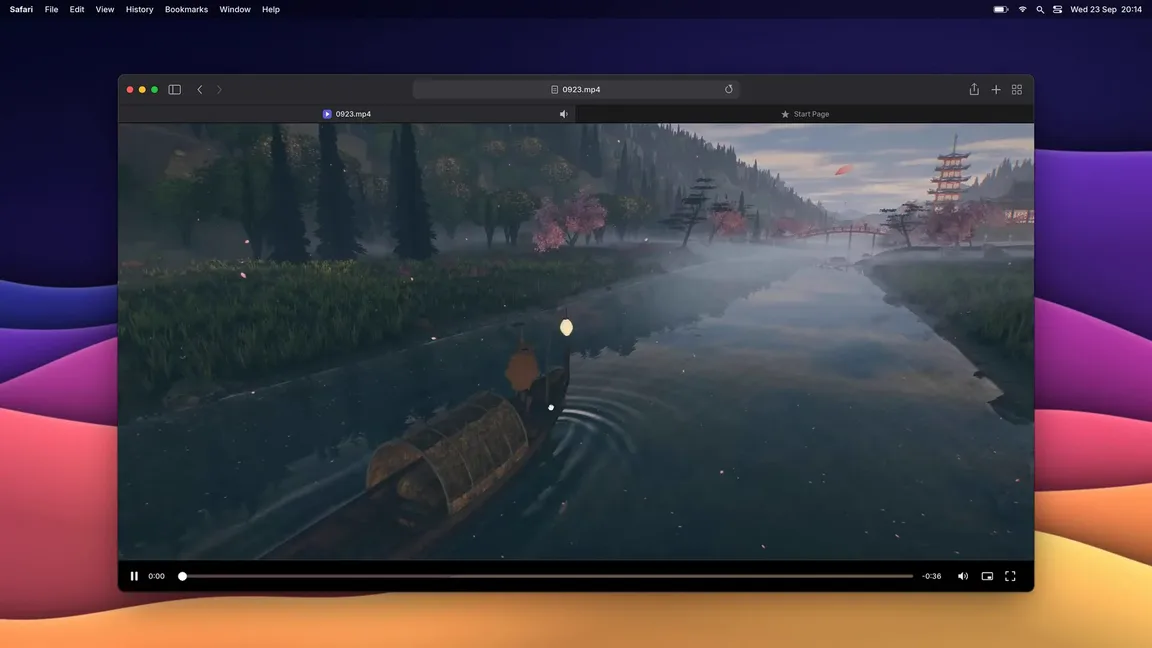 Safari File Edit View History Bookmarks Window Help Wed 23 Sep 20:14
0923.mp4
0923.mp4 Start Page
0:00 -0:36